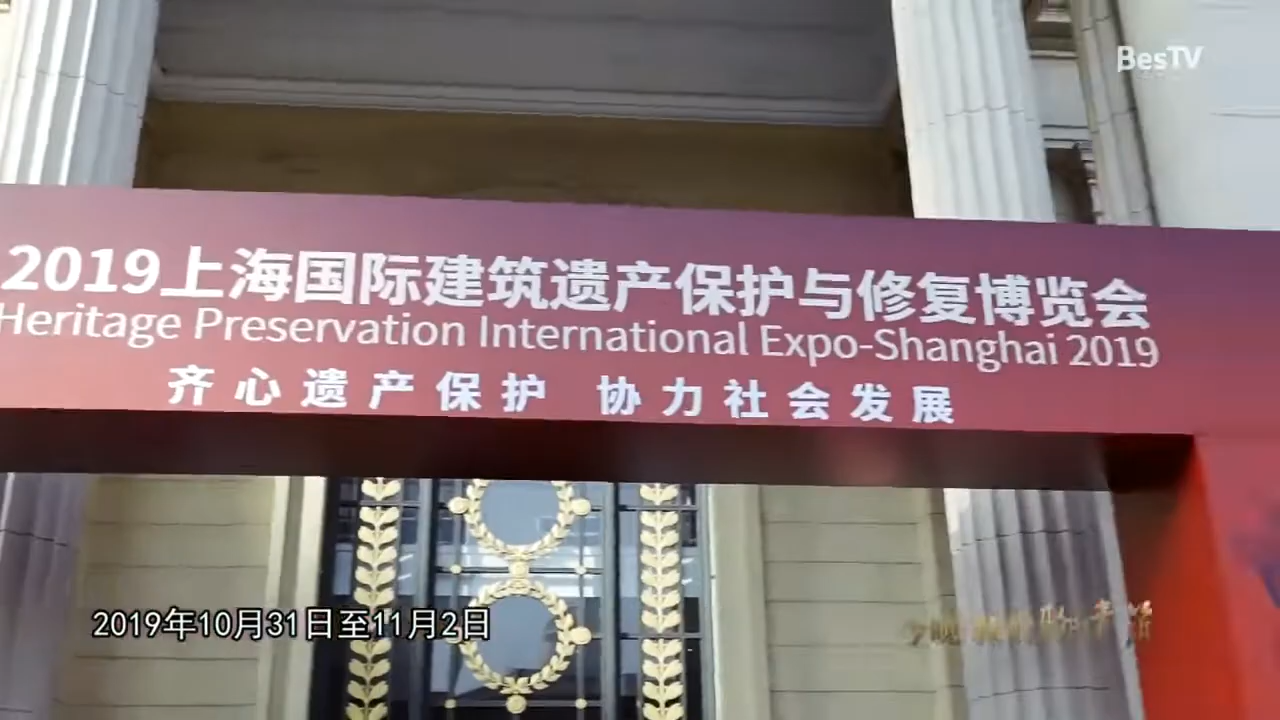 BesTV
2019上海国际建筑遗产保护与修复博览会
Heritage Preservation International Expo-Shanghai 2019
齐心遗产保护 协力社会发展
2019年10月31日至11月2日